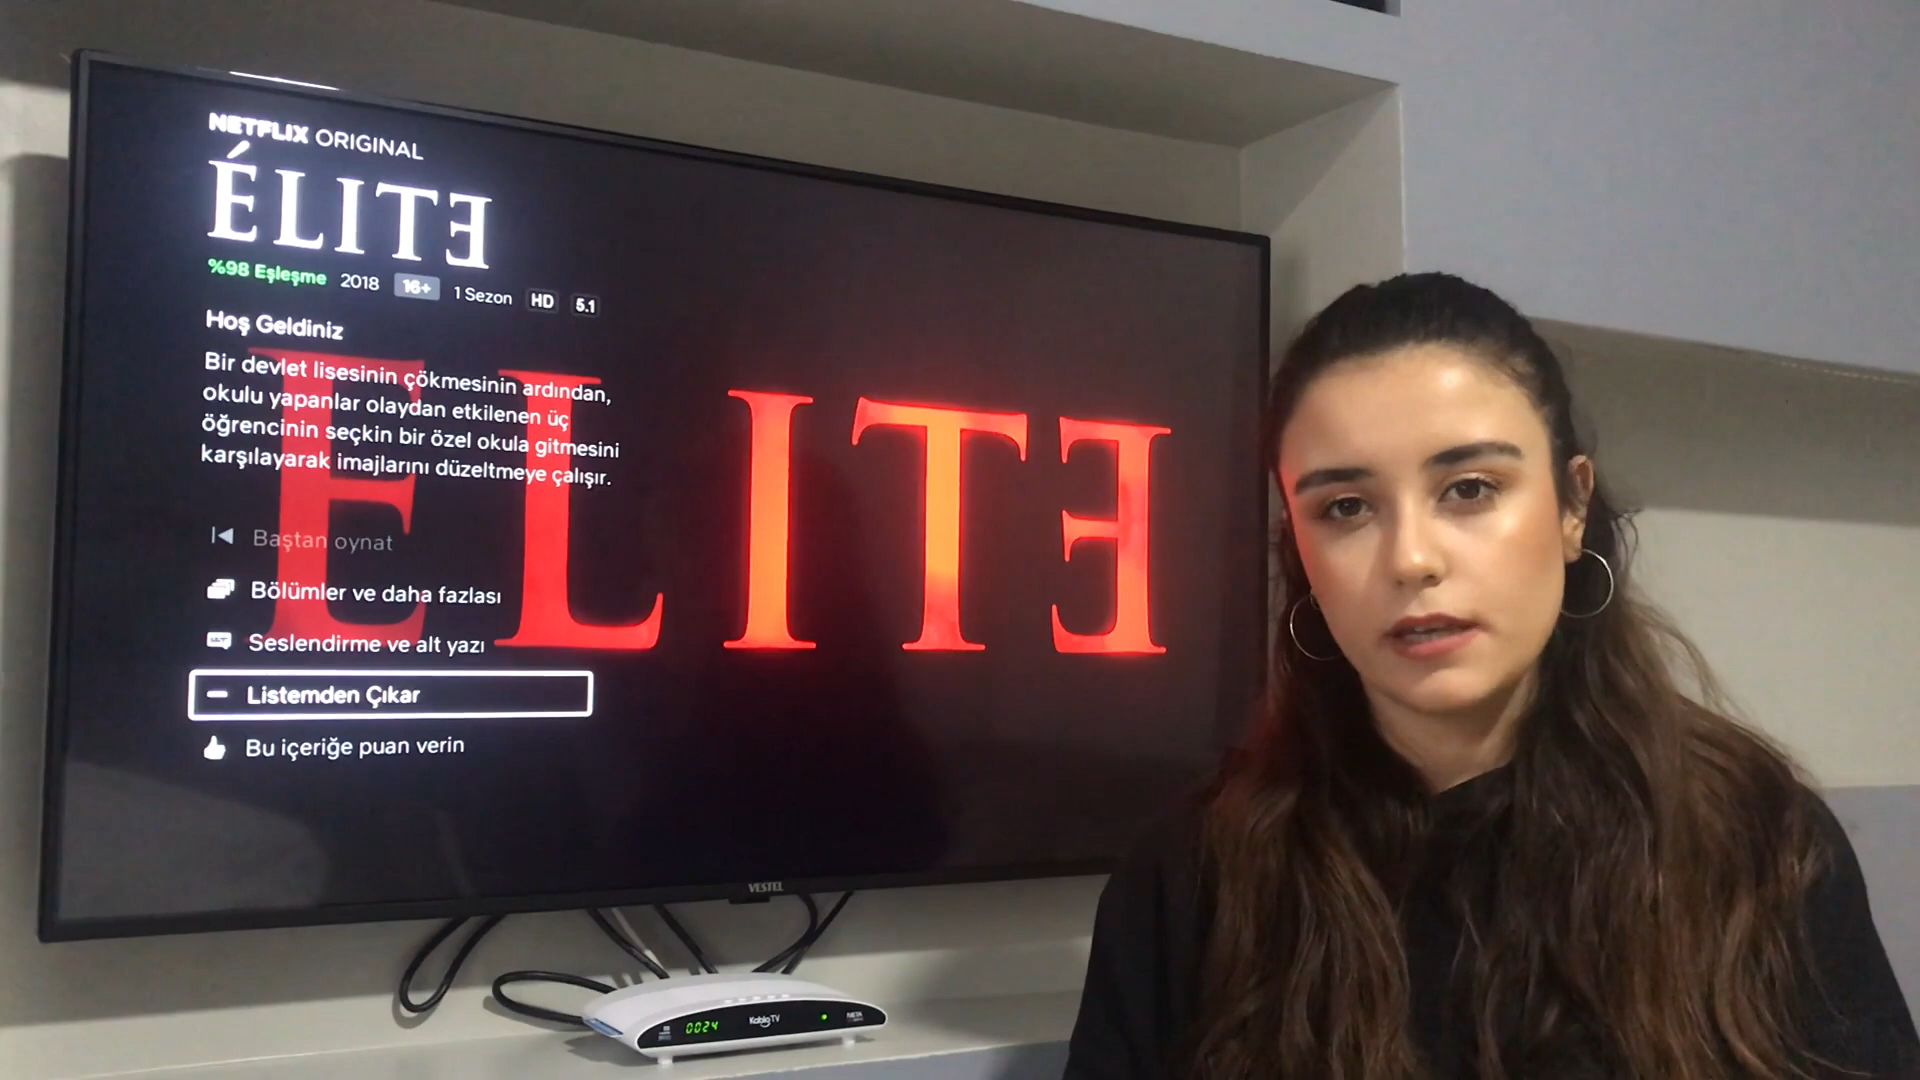 NETFLIX ORIGINAL
ÉLITE
%98 Eşleşme 2018 16+ 1 Sezon HD 5.1
Hoş Geldiniz
Bir devlet lisesinin çökmesinin ardından,
okulu yapanlar olaydan etkilenen üç
öğrencinin seçkin bir özel okula gitmesini
karşılayarak imajlarını düzeltmeye çalışır.
ELITE
Baştan oynat
Bölümler ve daha fazlası
Seslendirme ve alt yazı
Listemden Çıkar
Bu içeriğe puan verin
VESTEL
0024 KabloTV